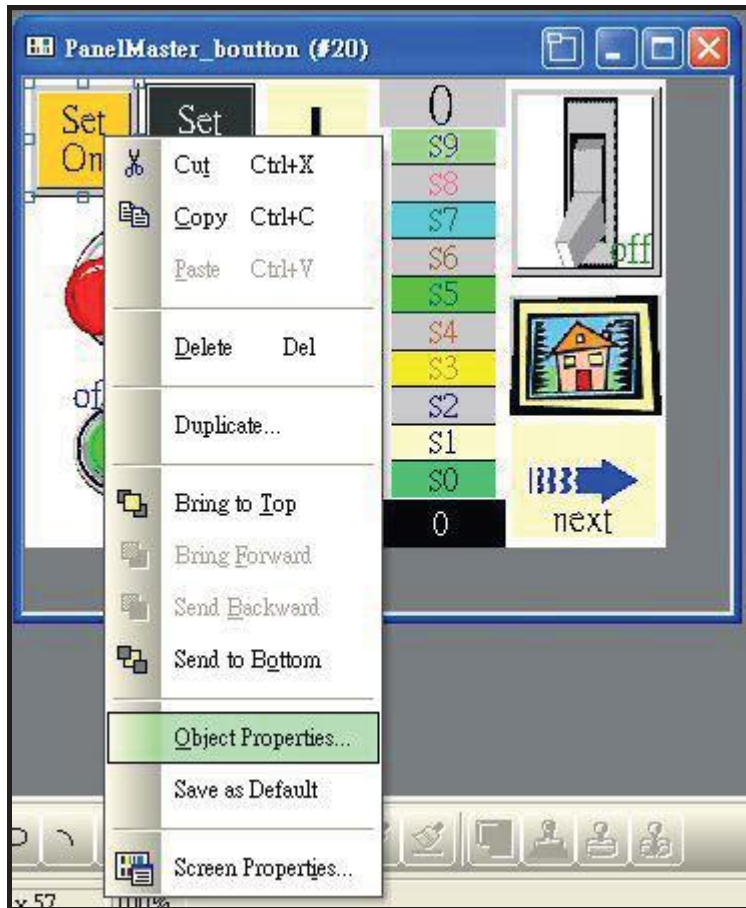 PanelMaster_boutton (#20)
Set
On
Set
Cut Ctrl+X
Copy Ctrl+C
Paste Ctrl+V
Delete Del
Duplicate...
Bring to Top
Bring Forward
Send Backward
Send to Bottom
Object Properties...
Save as Default
Screen Properties...
0
S9
S8
S7
S6
S5
S4
S3
S2
S1
S0
0
off
next
of
x 57
100%